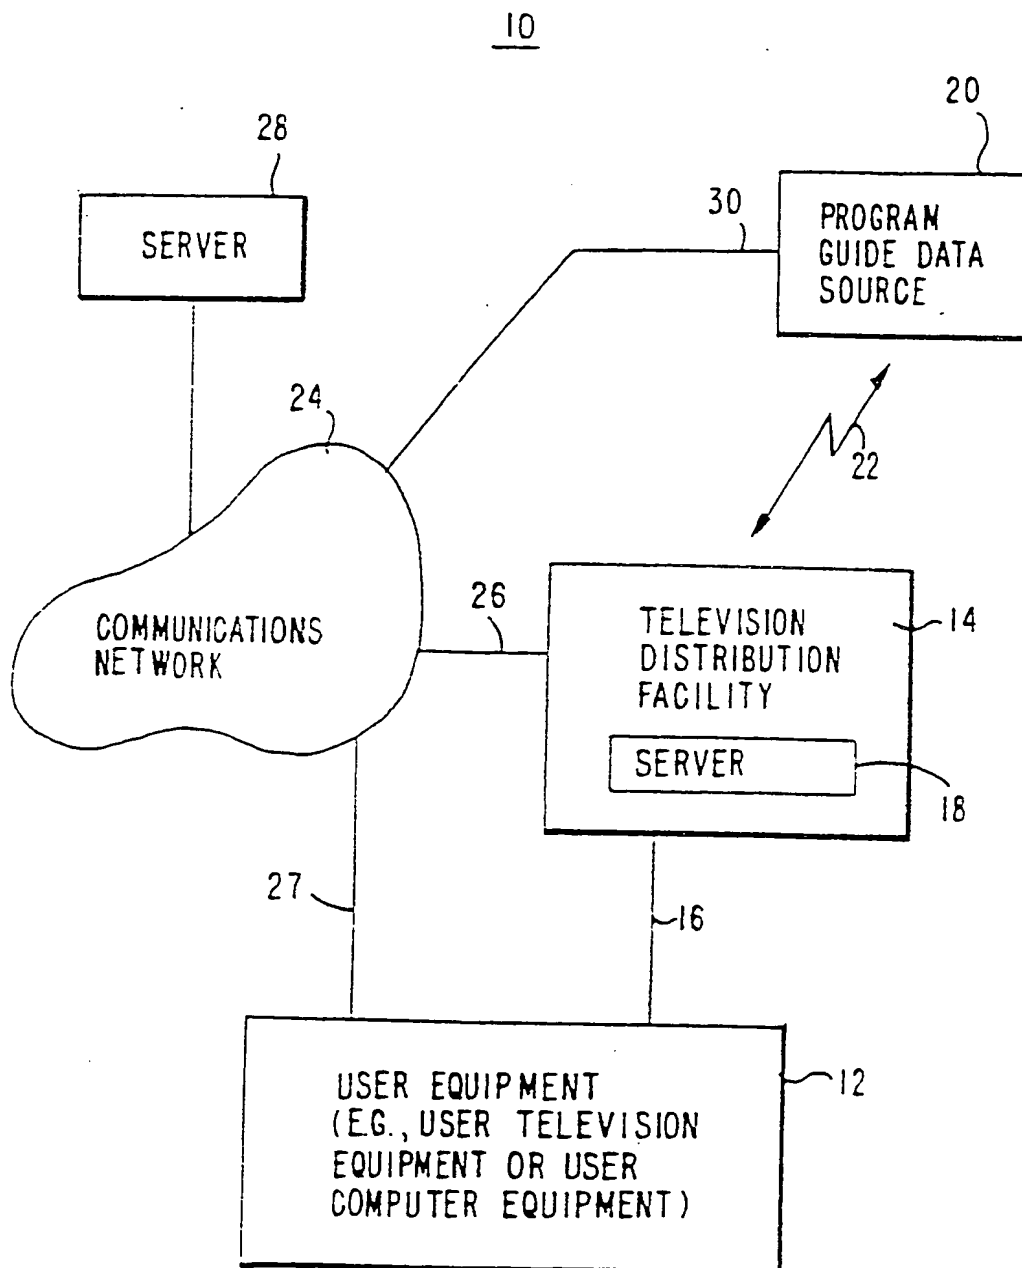 10
28
20
SERVER
30
PROGRAM
GUIDE DATA
SOURCE
24
22
COMMUNICATIONS
NETWORK
26
TELEVISION
DISTRIBUTION
FACILITY
14
SERVER
18
27
16
USER EQUIPMENT
(E.G., USER TELEVISION
EQUIPMENT OR USER
COMPUTER EQUIPMENT)
12